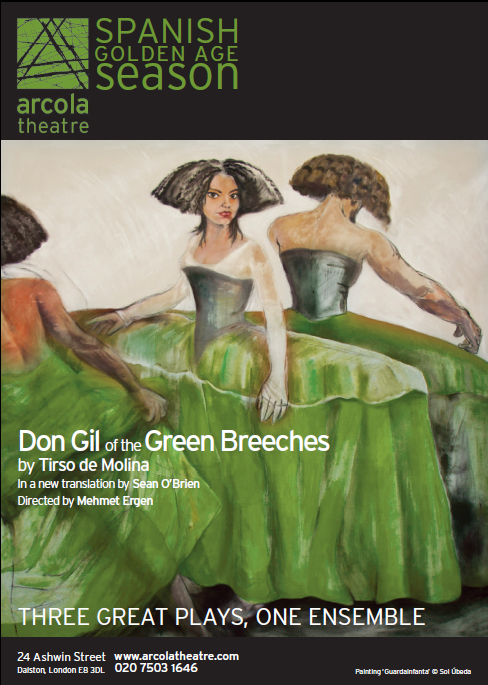 SPANISH
GOLDEN AGE
season
arcola
theatre
Don Gil of the Green Breeches
by Tirso de Molina
In a new translation by Sean O'Brien
Directed by Mehmet Ergen
THREE GREAT PLAYS, ONE ENSEMBLE
24 Ashwin Street www.arcolatheatre.com
Dalston, London E8 3DL 020 7503 1646
Painting 'Guardainfanta' © Sol Úbeda